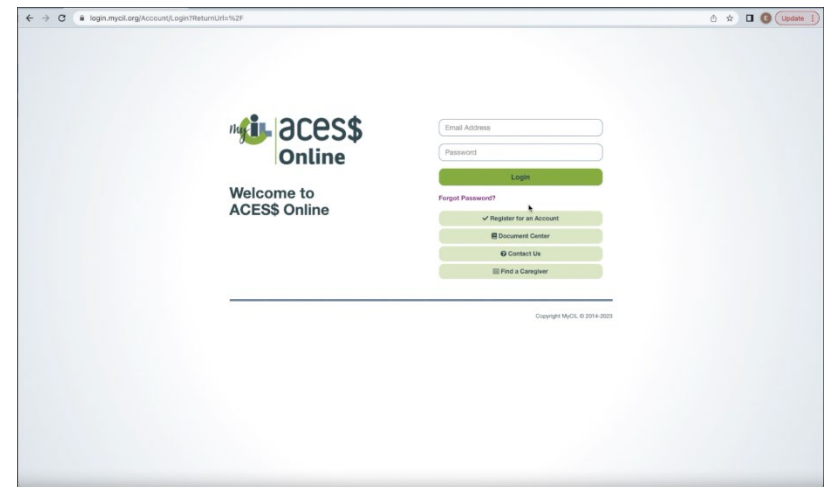 login.mycil.org/Account/Login?ReturnUrl=%2F
Update
my iL aces$
Online
Welcome to
ACES$ Online
Email Address
Password
Login
Forgot Password?
Register for an Account
Document Center
Contact Us
Find a Caregiver
Copyright MyCIL © 2014-2023